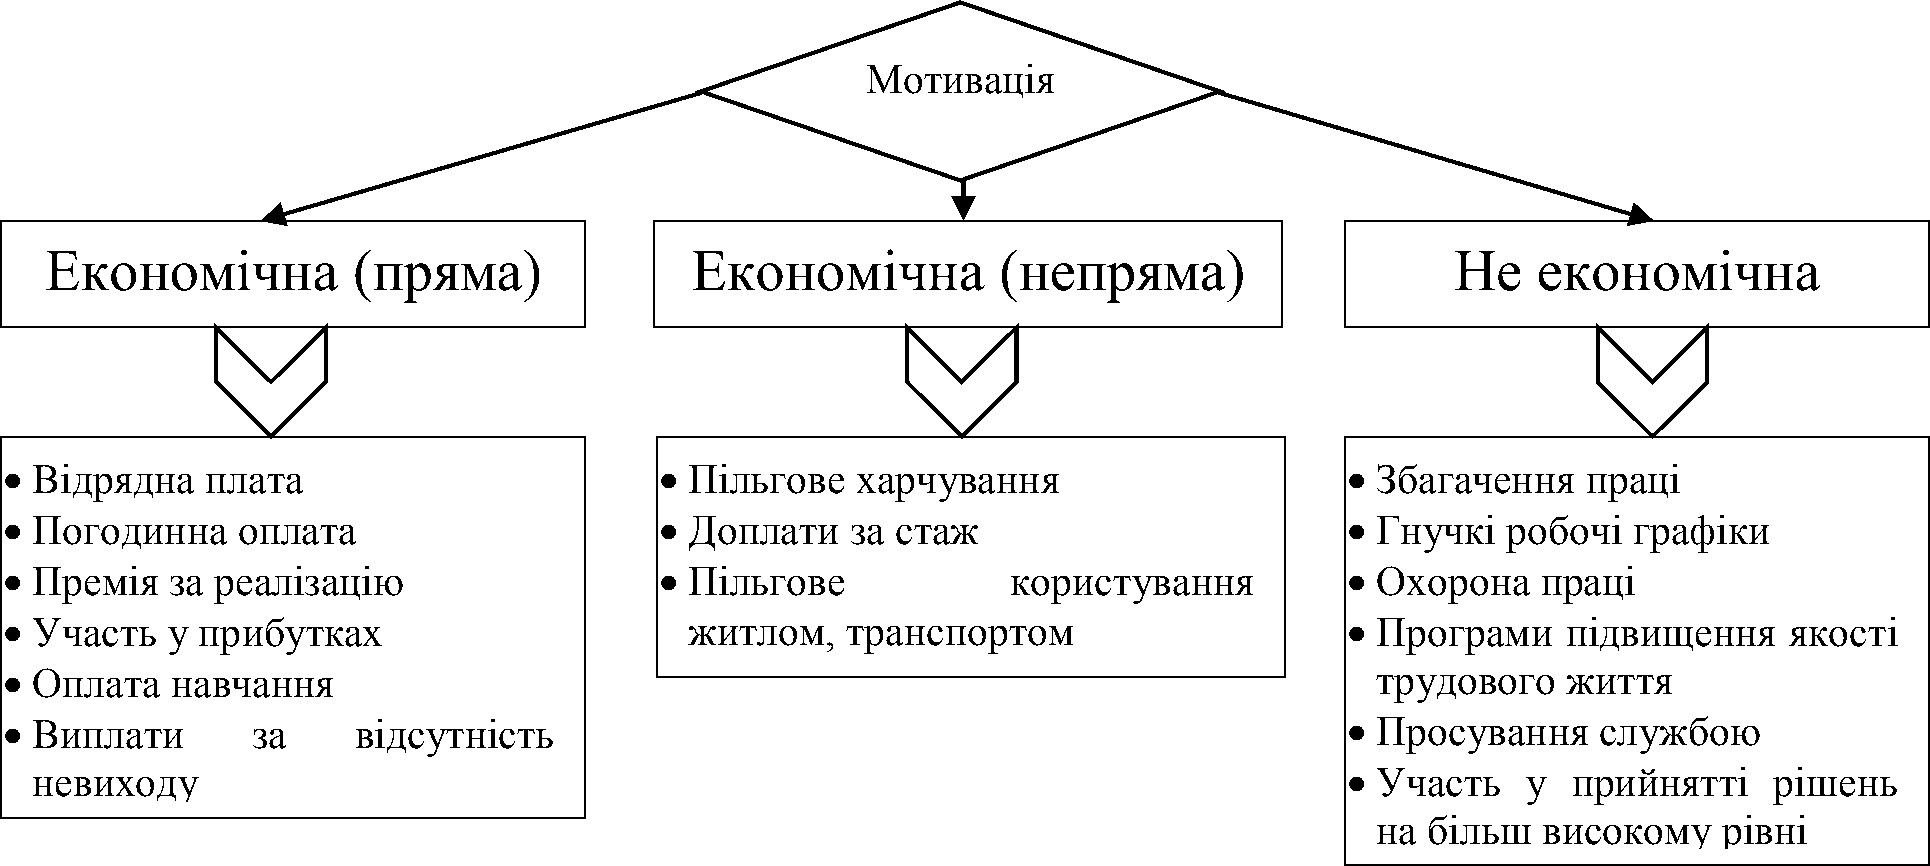 Мотивація
Економічна (пряма)
Економічна (непряма)
Не економічна
• Відрядна плата
• Погодинна оплата
• Премія за реалізацію
• Участь у прибутках
• Оплата навчання
• Виплати за відсутність
невиходу
• Пільгове харчування
• Доплати за стаж
• Пільгове користування
житлом, транспортом
• Збагачення праці
• Гнучкі робочі графіки
• Охорона праці
• Програми підвищення якості
трудового життя
• Просування службою
• Участь у прийнятті рішень
на більш високому рівні